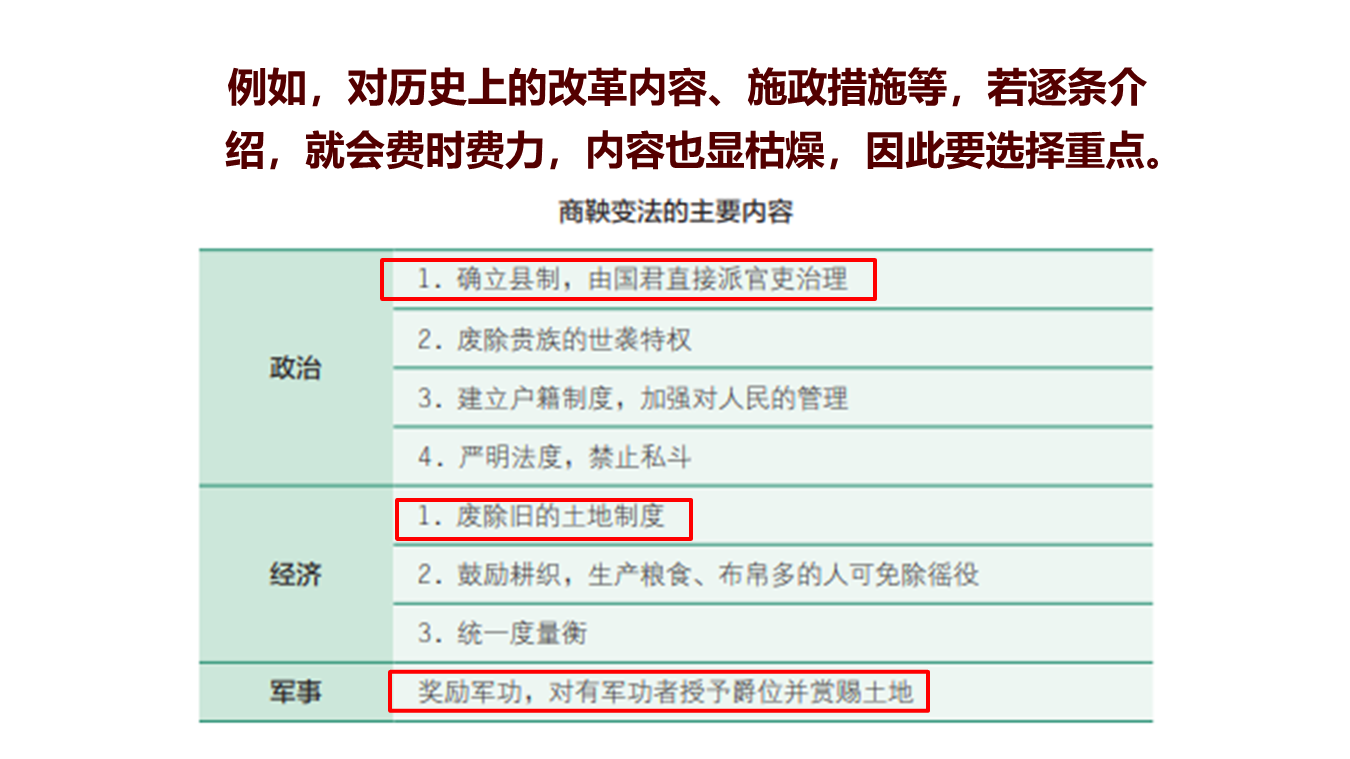 例如，对历史上的改革内容、施政措施等，若逐条介
绍，就会费时费力，内容也显枯燥，因此要选择重点。
商鞅变法的主要内容
政治
1．确立县制，由国君直接派官吏治理
2．废除贵族的世袭特权
3．建立户籍制度，加强对人民的管理
4．严明法度，禁止私斗
经济
1．废除旧的土地制度
2．鼓励耕织，生产粮食、布帛多的人可免除徭役
3．统一度量衡
军事
奖励军功，对有军功者授予爵位并赏赐土地